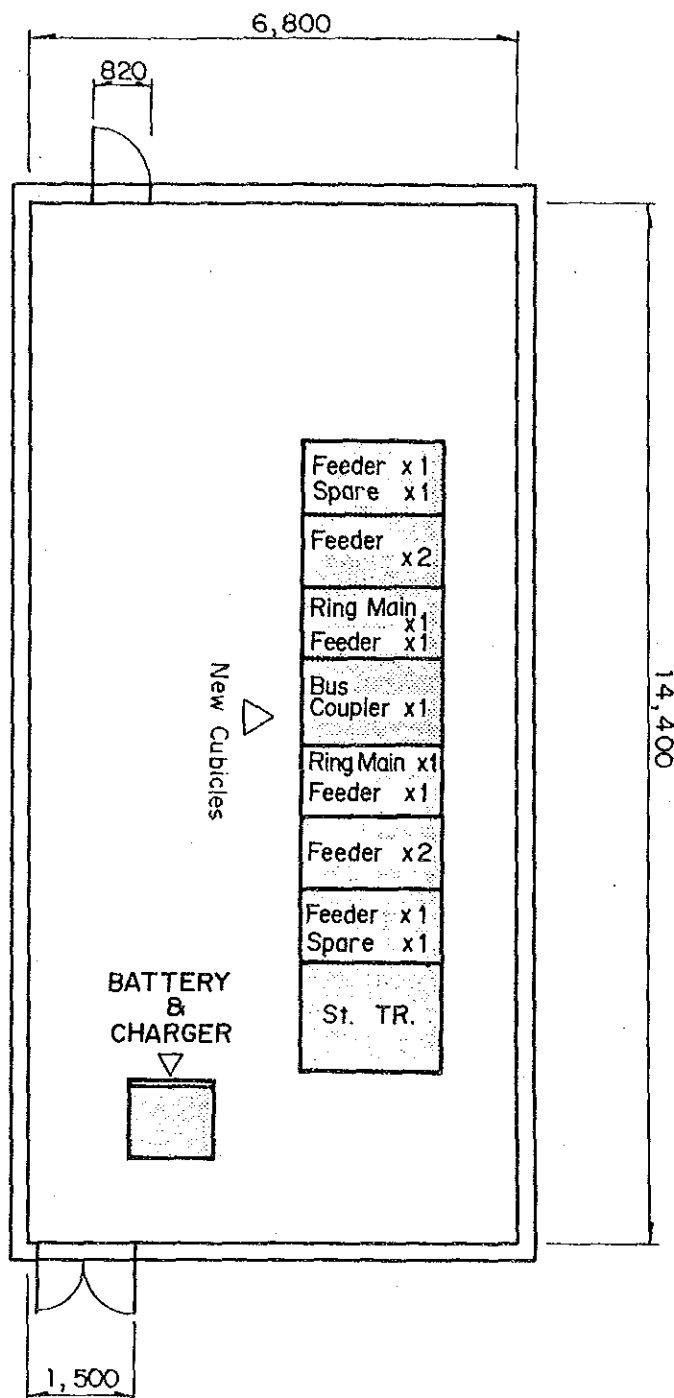 6,800
820
Feeder x1
Spare x1
Feeder
x2
Ring Main
x1
Feeder x1
Bus
Coupler x1
Ring Main x1
Feeder x1
Feeder x2
Feeder x1
Spare x1
St. TR.
New Cubicles
14,400
BATTERY
&
CHARGER
1,500